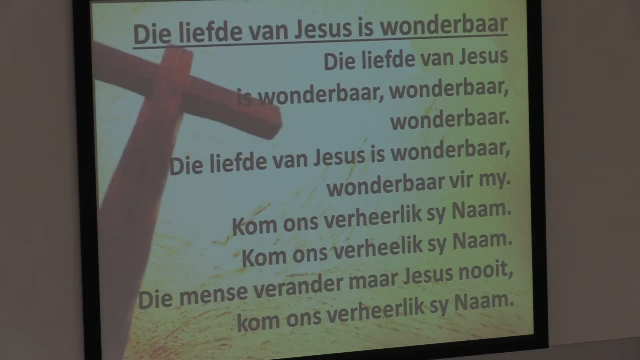 Die liefde van Jesus is wonderbaar
Die liefde van Jesus
is wonderbaar, wonderbaar,
wonderbaar.
Die liefde van Jesus is wonderbaar,
wonderbaar vir my.
Kom ons verheerlik sy Naam.
Kom ons verheelik sy Naam.
Die mense verander maar Jesus nooit,
kom ons verheerlik sy Naam.